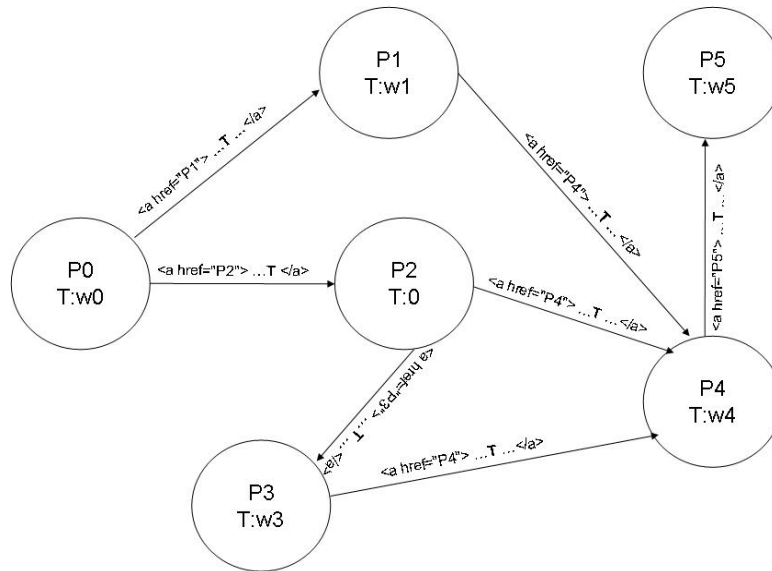 P1
T:w1
P5
T:w5
<a href="P1"> ...T ...</a>
<a href="P4"> ...T ...</a>
<a href="P5"> ...T ... </a>
P0
T:w0
<a href="P2"> ...T </a>
P2
T:0
<a href="P4"> ...T ...</a>
<a href="P3"> ...T ... </a>
P4
T:w4
<a href="P4"> ...T ...</a>
P3
T:w3